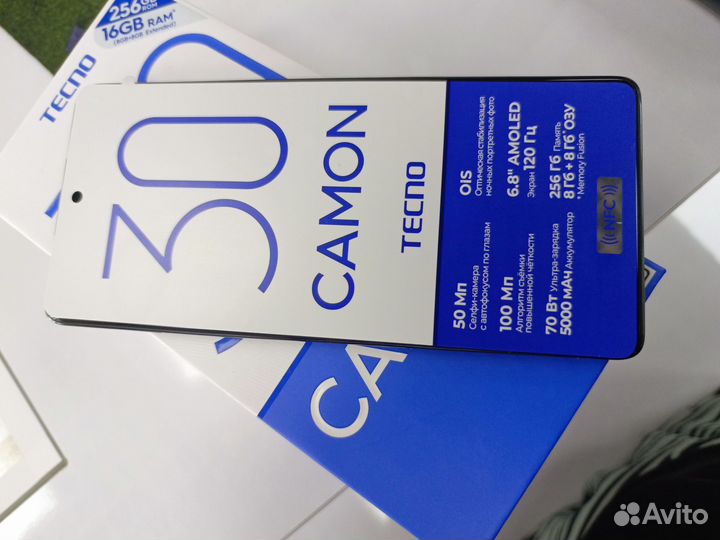 256GB
ROM
16GB RAM*
(8GB+8GB Extended)
TECNO
30
CAMON
TECNO
OIS
Оптическая стабилизация
ночных портретных фото
6.8" AMOLED
Экран 120 Гц
256 Гб Память
8 Гб + 8 Гб* ОЗУ
*Memory Fusion
50 Мп
Селфи-камера
с автофокусом по глазам
100 Мп
Алгоритм съёмки
повышенной чёткости
70 Вт Ультра-зарядка
5000 мАч Аккумулятор
NFC
CA
Avito